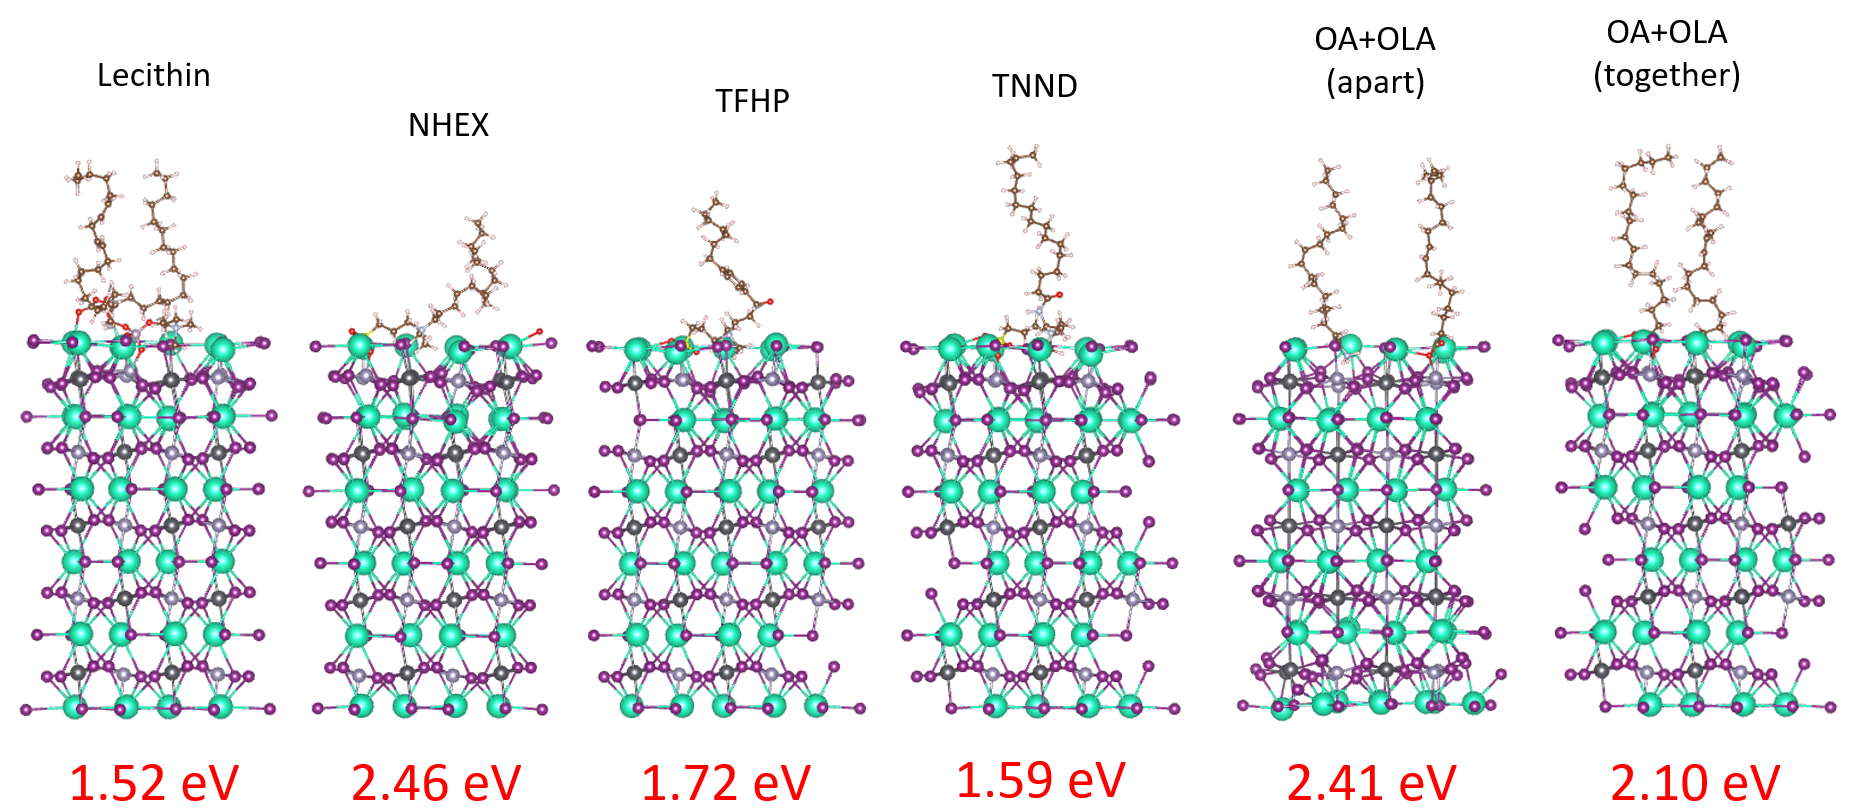 Lecithin
NHEX
TFHP
TNND
OA+OLA
(apart)
OA+OLA
(together)
1.52 eV
2.46 eV
1.72 eV
1.59 eV
2.41 eV
2.10 eV